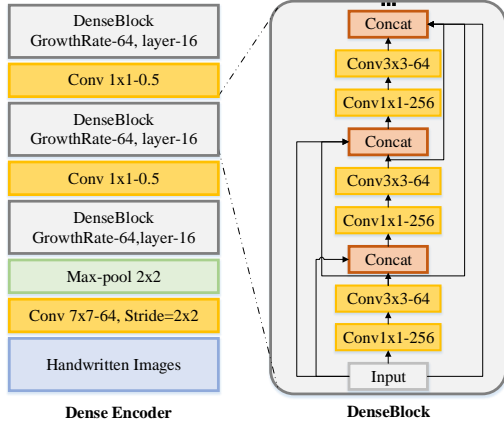 DenseBlock
GrowthRate-64, layer-16
Conv 1x1-0.5
DenseBlock
GrowthRate-64, layer-16
Conv 1x1-0.5
DenseBlock
GrowthRate-64,layer-16
Max-pool 2x2
Conv 7x7-64, Stride=2x2
Handwritten Images
Dense Encoder
...
Concat
Conv3x3-64
Conv1x1-256
Concat
Conv3x3-64
Conv1x1-256
Concat
Conv3x3-64
Conv1x1-256
Input
DenseBlock